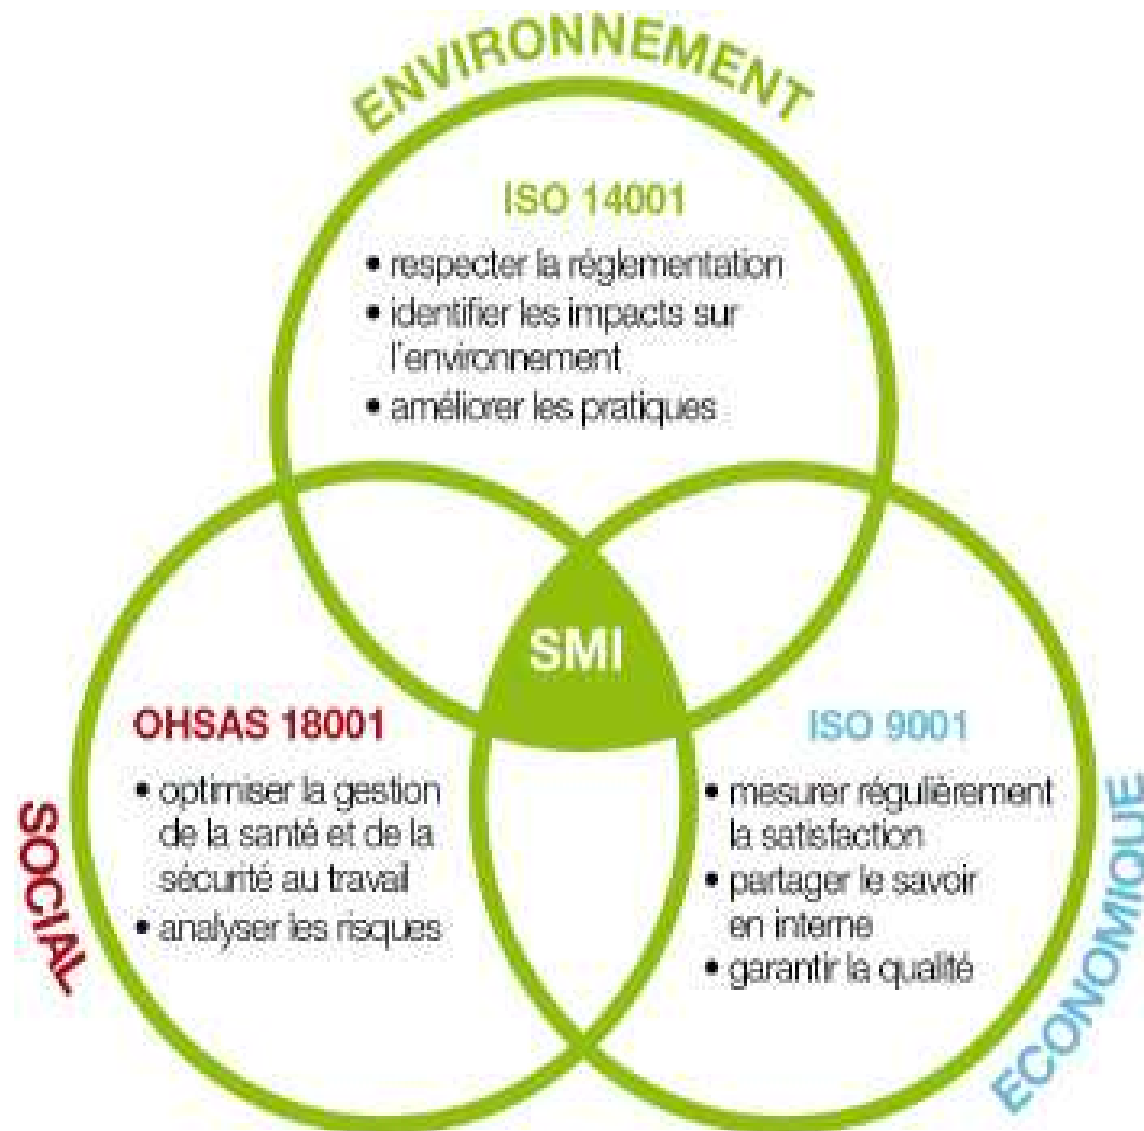 ENVIRONNEMENT
ISO 14001
• respecter la réglementation
• identifier les impacts sur
l'environnement
• améliorer les pratiques
SMI
OHSAS 18001
• optimiser la gestion
de la santé et de la
sécurité au travail
• analyser les risques
SOCIAL
ISO 9001
• mesurer régulièrement
la satisfaction
• partager le savoir
en interne
• garantir la qualité
ECONOMIQUE